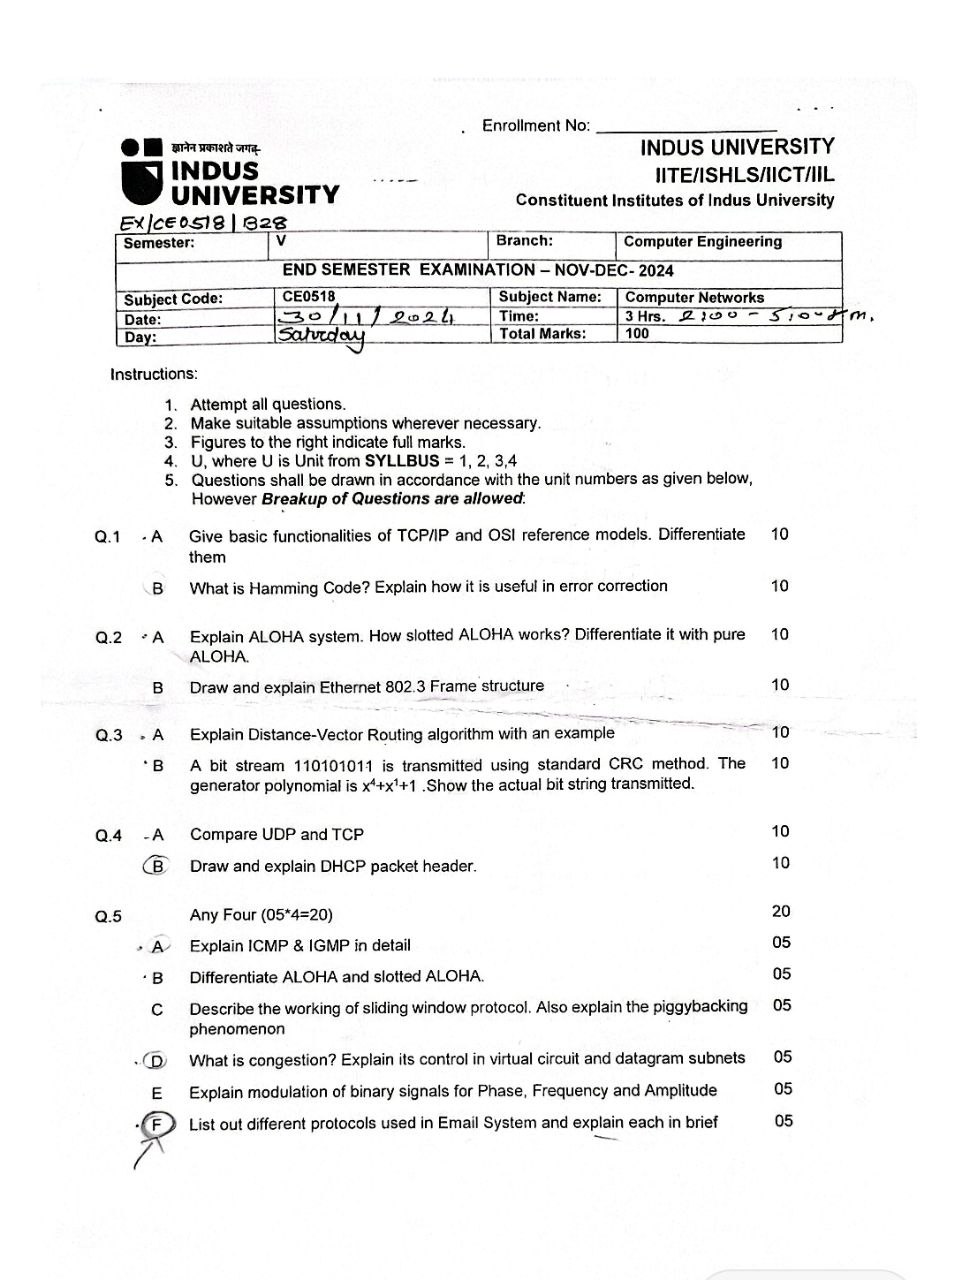 Enrollment No: ____________
ज्ञानेन प्रकाशते जगत्
INDUS UNIVERSITY
INDUS
UNIVERSITY
IITE/ISHLS/IICT/IIL
Constituent Institutes of Indus University
EX/CE0518/1328
Semester: V Branch: Computer Engineering
END SEMESTER EXAMINATION – NOV-DEC- 2024
Subject Code: CE0518 Subject Name: Computer Networks
Date: 30/11/2024 Time: 3 Hrs. 2:00 - 5:00
Day: Saturday Total Marks: 100
Instructions:
1. Attempt all questions.
2. Make suitable assumptions wherever necessary.
3. Figures to the right indicate full marks.
4. U, where U is Unit from SYLLBUS = 1, 2, 3,4
5. Questions shall be drawn in accordance with the unit numbers as given below,
However Breakup of Questions are allowed:
Q.1 A Give basic functionalities of TCP/IP and OSI reference models. Differentiate 10
them
B What is Hamming Code? Explain how it is useful in error correction 10
Q.2 A Explain ALOHA system. How slotted ALOHA works? Differentiate it with pure 10
ALOHA.
B Draw and explain Ethernet 802.3 Frame structure 10
Q.3 A Explain Distance-Vector Routing algorithm with an example 10
B A bit stream 110101011 is transmitted using standard CRC method. The 10
generator polynomial is x⁴+x¹+1 .Show the actual bit string transmitted.
Q.4 A Compare UDP and TCP 10
B Draw and explain DHCP packet header. 10
Q.5 Any Four (05*4=20) 20
A Explain ICMP & IGMP in detail 05
B Differentiate ALOHA and slotted ALOHA. 05
C Describe the working of sliding window protocol. Also explain the piggybacking 05
phenomenon
D What is congestion? Explain its control in virtual circuit and datagram subnets 05
E Explain modulation of binary signals for Phase, Frequency and Amplitude 05
F List out different protocols used in Email System and explain each in brief 05